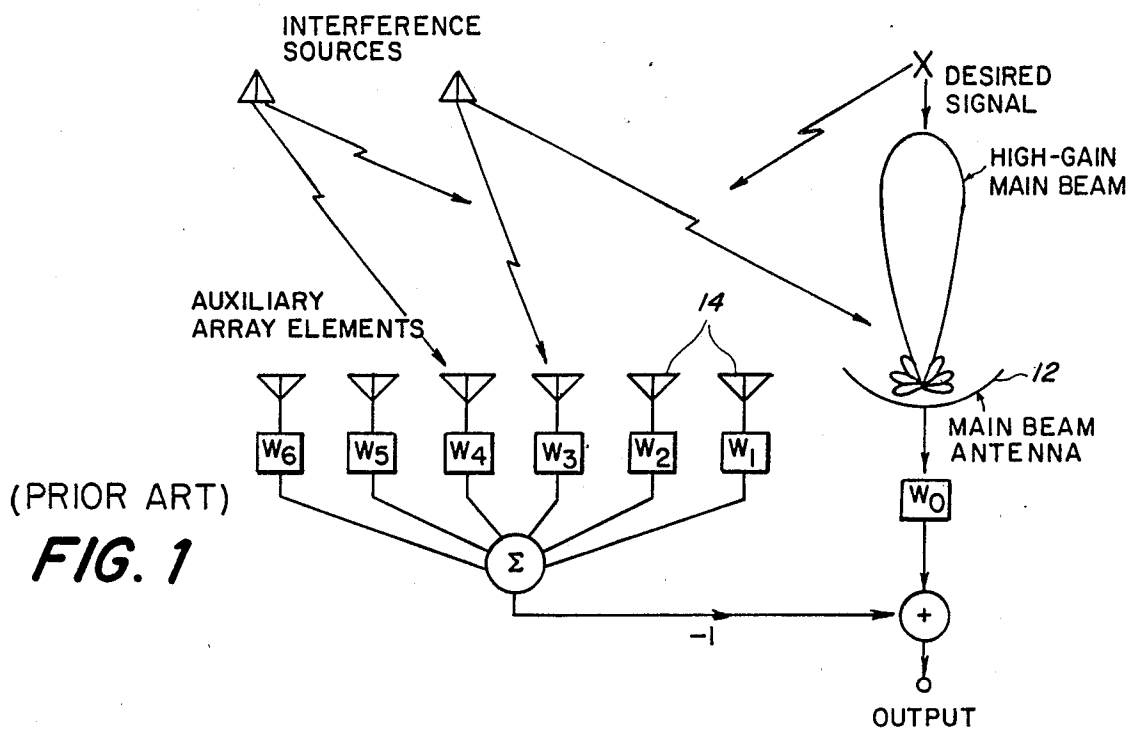 INTERFERENCE
SOURCES
X
DESIRED
SIGNAL
HIGH-GAIN
MAIN BEAM
AUXILIARY
ARRAY ELEMENTS
14
12
MAIN BEAM
ANTENNA
W6 W5 W4 W3 W2 W1
W0
(PRIOR ART)
FIG. 1
Σ
+
-1
OUTPUT